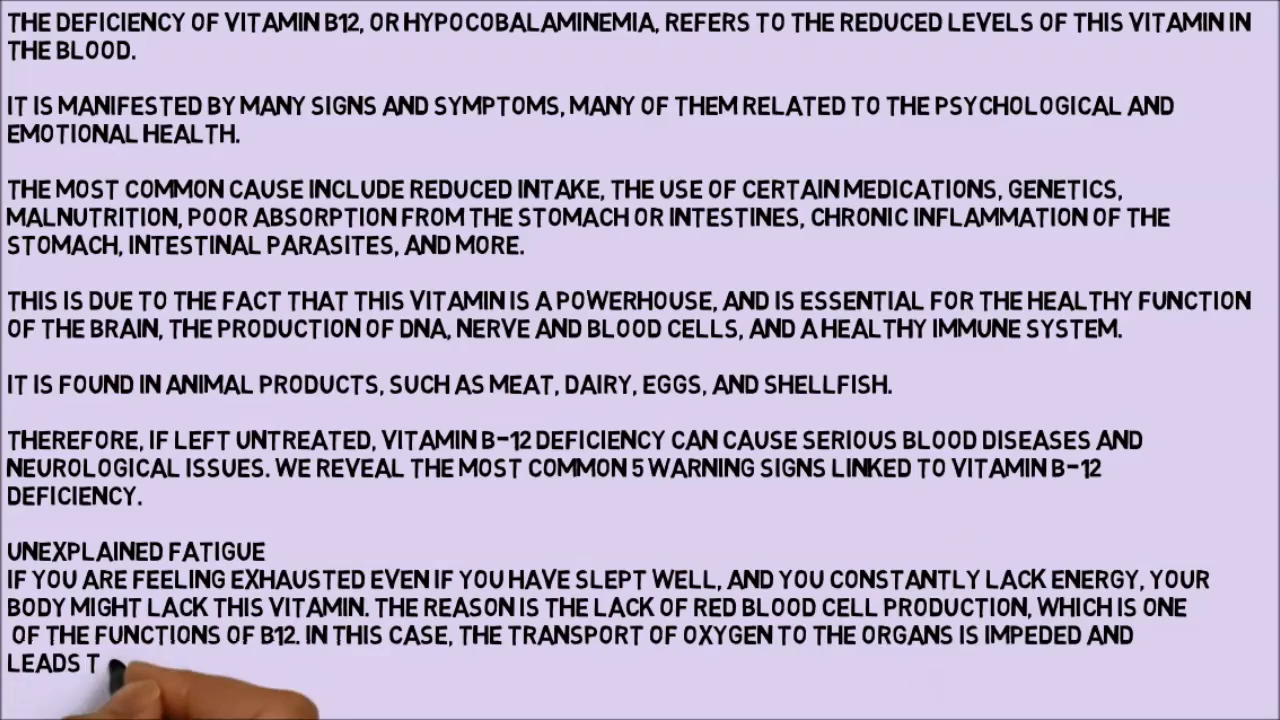 THE DEFICIENCY OF VITAMIN B12, OR HYPOCOBALAMINEMIA, REFERS TO THE REDUCED LEVELS OF THIS VITAMIN IN
THE BLOOD.
IT IS MANIFESTED BY MANY SIGNS AND SYMPTOMS, MANY OF THEM RELATED TO THE PSYCHOLOGICAL AND
EMOTIONAL HEALTH.
THE MOST COMMON CAUSE INCLUDE REDUCED INTAKE, THE USE OF CERTAIN MEDICATIONS, GENETICS,
MALNUTRITION, POOR ABSORPTION FROM THE STOMACH OR INTESTINES, CHRONIC INFLAMMATION OF THE
STOMACH, INTESTINAL PARASITES, AND MORE.
THIS IS DUE TO THE FACT THAT THIS VITAMIN IS A POWERHOUSE, AND IS ESSENTIAL FOR THE HEALTHY FUNCTION
OF THE BRAIN, THE PRODUCTION OF DNA, NERVE AND BLOOD CELLS, AND A HEALTHY IMMUNE SYSTEM.
IT IS FOUND IN ANIMAL PRODUCTS, SUCH AS MEAT, DAIRY, EGGS, AND SHELLFISH.
THEREFORE, IF LEFT UNTREATED, VITAMIN B-12 DEFICIENCY CAN CAUSE SERIOUS BLOOD DISEASES AND
NEUROLOGICAL ISSUES. WE REVEAL THE MOST COMMON 5 WARNING SIGNS LINKED TO VITAMIN B-12
DEFICIENCY.
UNEXPLAINED FATIGUE
IF YOU ARE FEELING EXHAUSTED EVEN IF YOU HAVE SLEPT WELL, AND YOU CONSTANTLY LACK ENERGY, YOUR
BODY MIGHT LACK THIS VITAMIN. THE REASON IS THE LACK OF RED BLOOD CELL PRODUCTION, WHICH IS ONE
OF THE FUNCTIONS OF B12. IN THIS CASE, THE TRANSPORT OF OXYGEN TO THE ORGANS IS IMPEDED AND
LEADS T